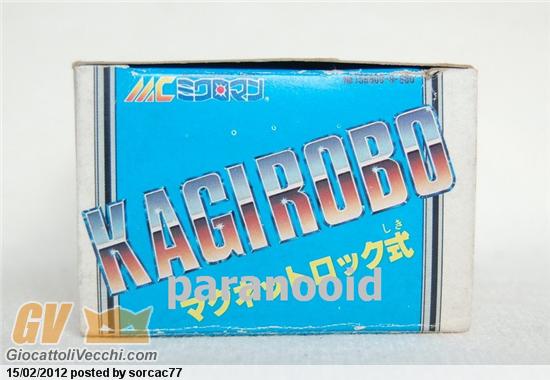 MC ミクロマン®
KAGIROBO
マグネットロック式
しき
paranooid
GV
GiocattoliVecchi.com
15/02/2012 posted by sorcac77